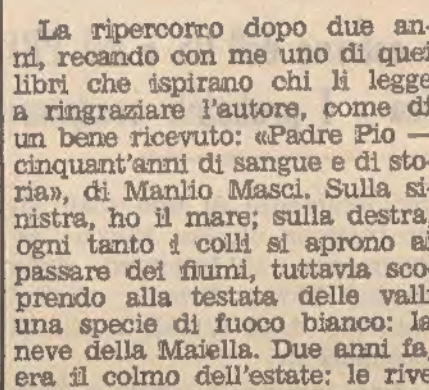 La ripercorro dopo due an-
ni, recando con me uno di quei
libri che ispirano chi li legge
a ringraziare l'autore, come di
un bene ricevuto: «Padre Pio —
cinquant'anni di sangue e di sto-
ria», di Manlio Masci. Sulla si-
nistra, ho il mare; sulla destra,
ogni tanto i colli si aprono al
passare dei fiumi, tuttavia sco-
prendo alla testata delle valli
una specie di fuoco bianco: la
neve della Maiella. Due anni fa,
era il colmo dell'estate: le rive